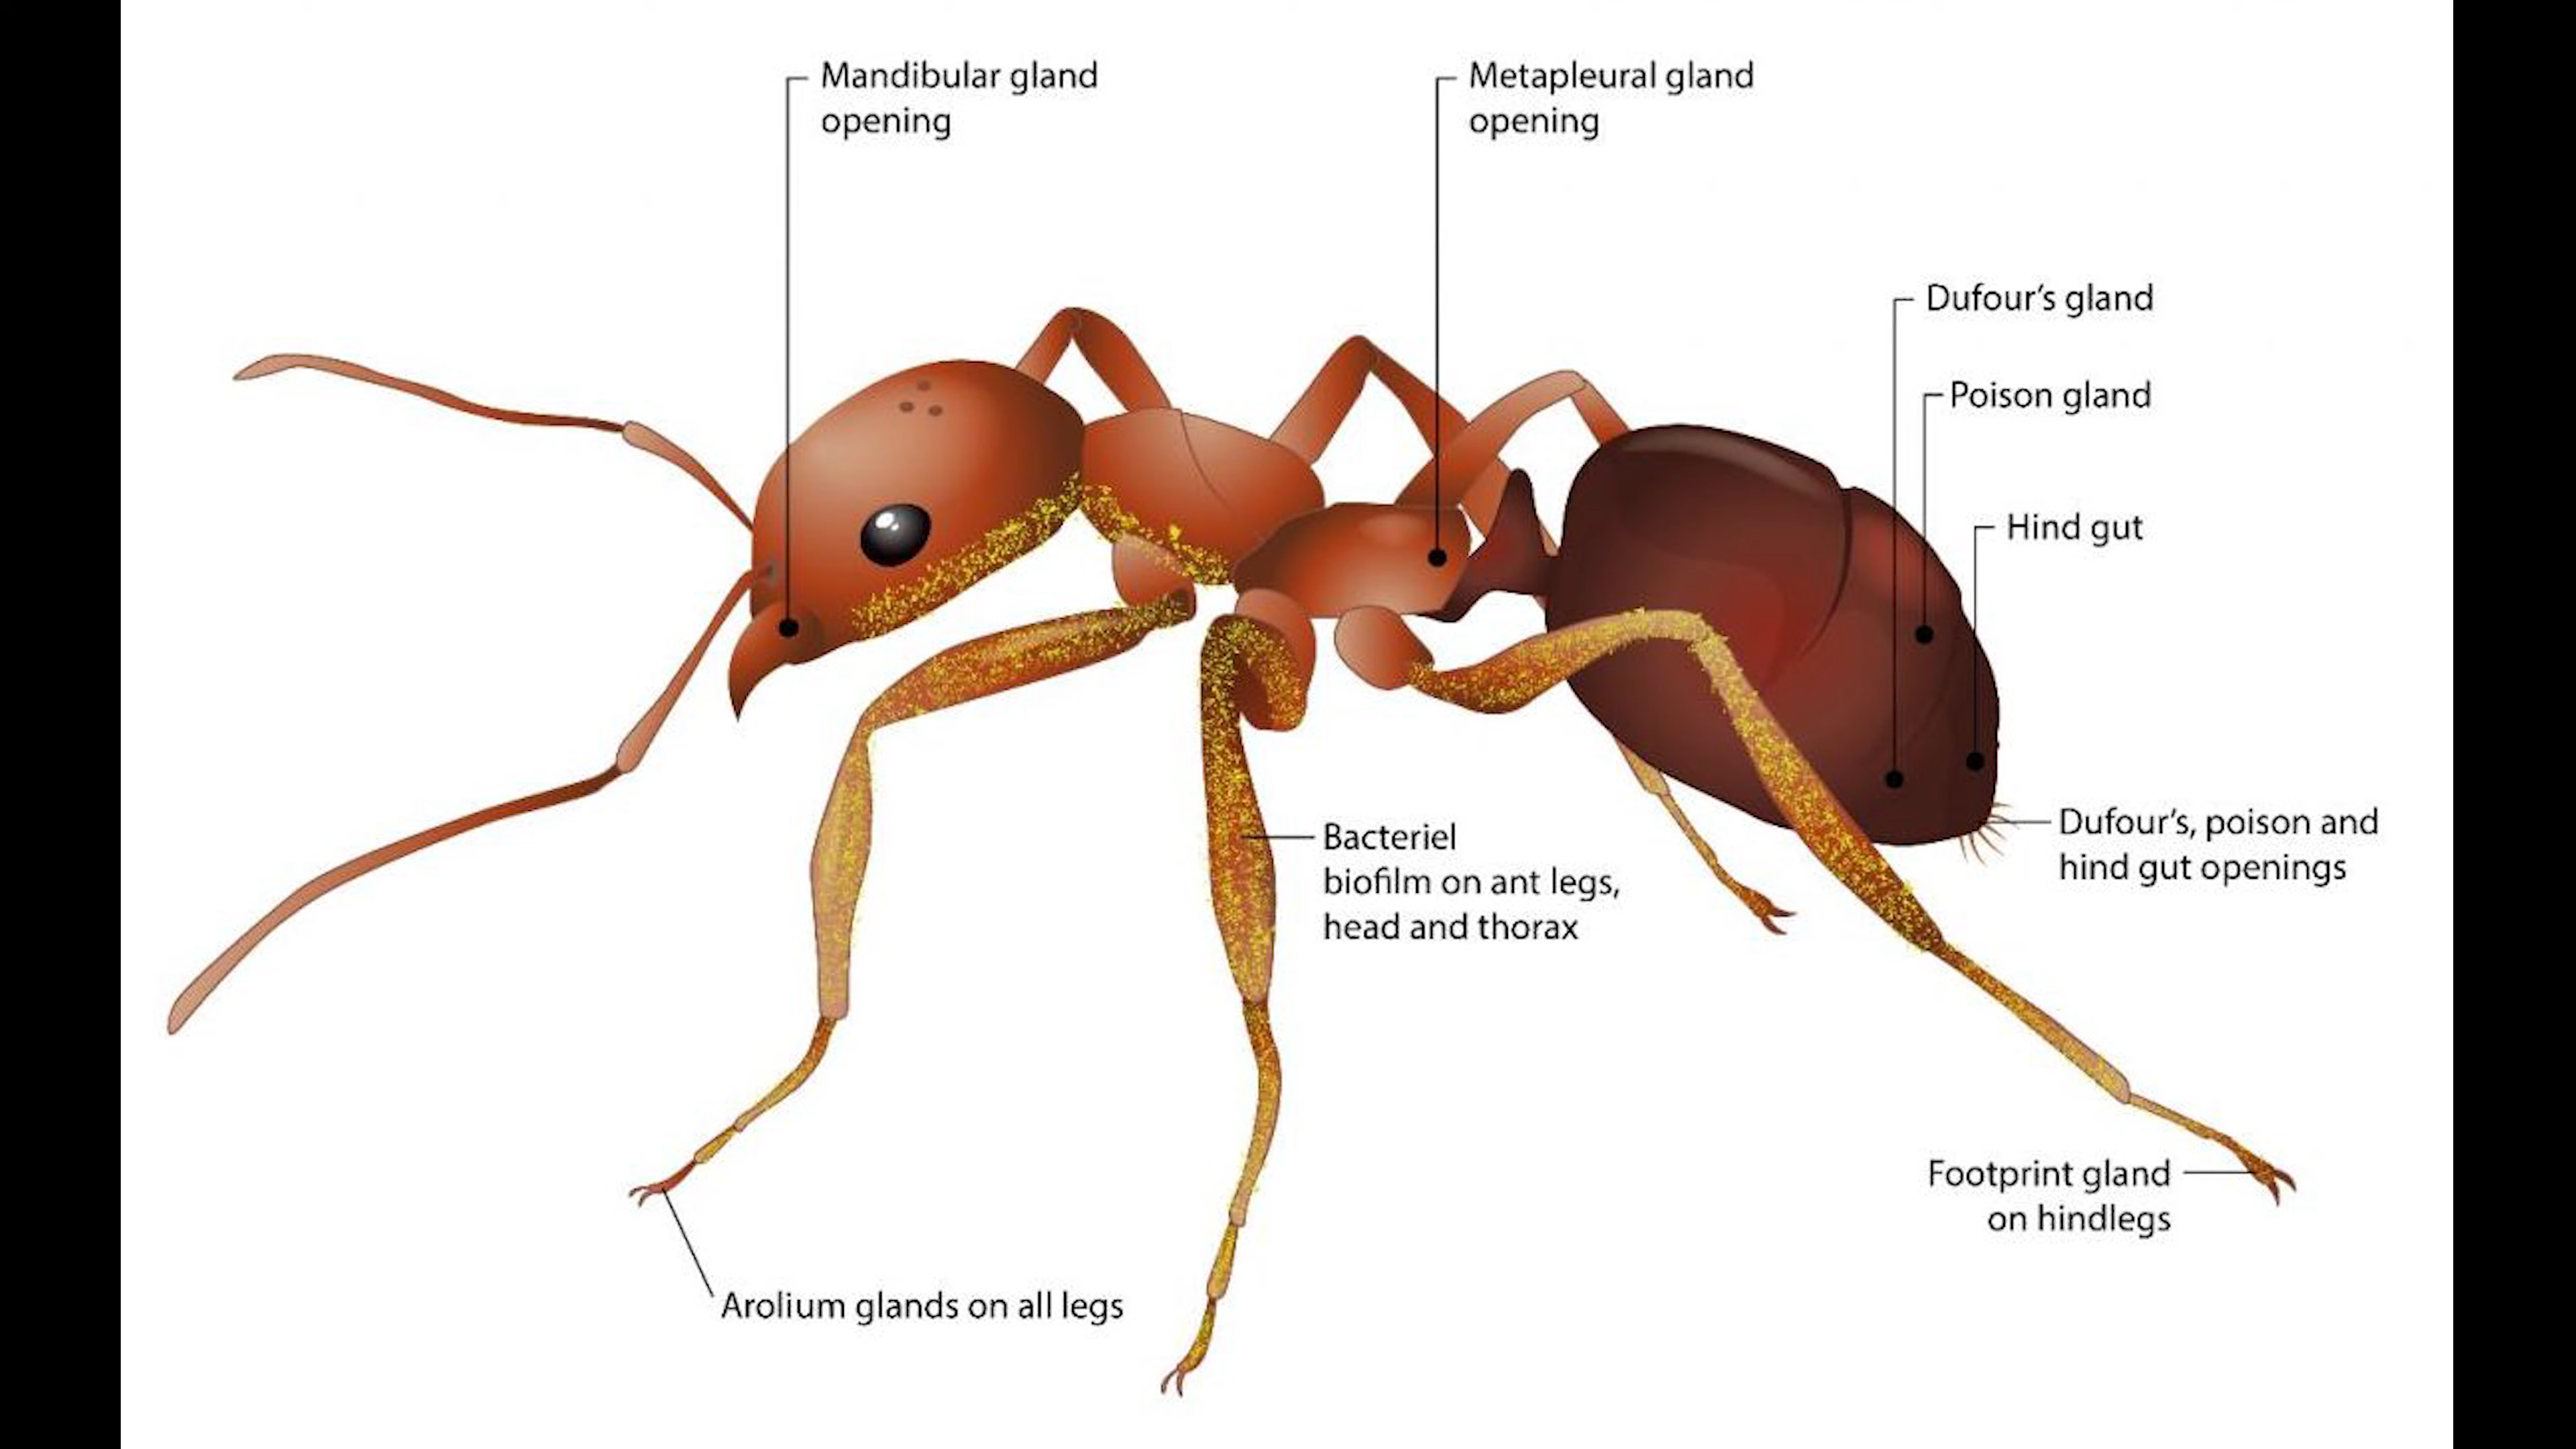 Mandibular gland
opening
Metapleural gland
opening
Dufour's gland
Poison gland
Hind gut
Dufour's, poison and
hind gut openings
Bacteriel
biofilm on ant legs,
head and thorax
Footprint gland
on hindlegs
Arolium glands on all legs